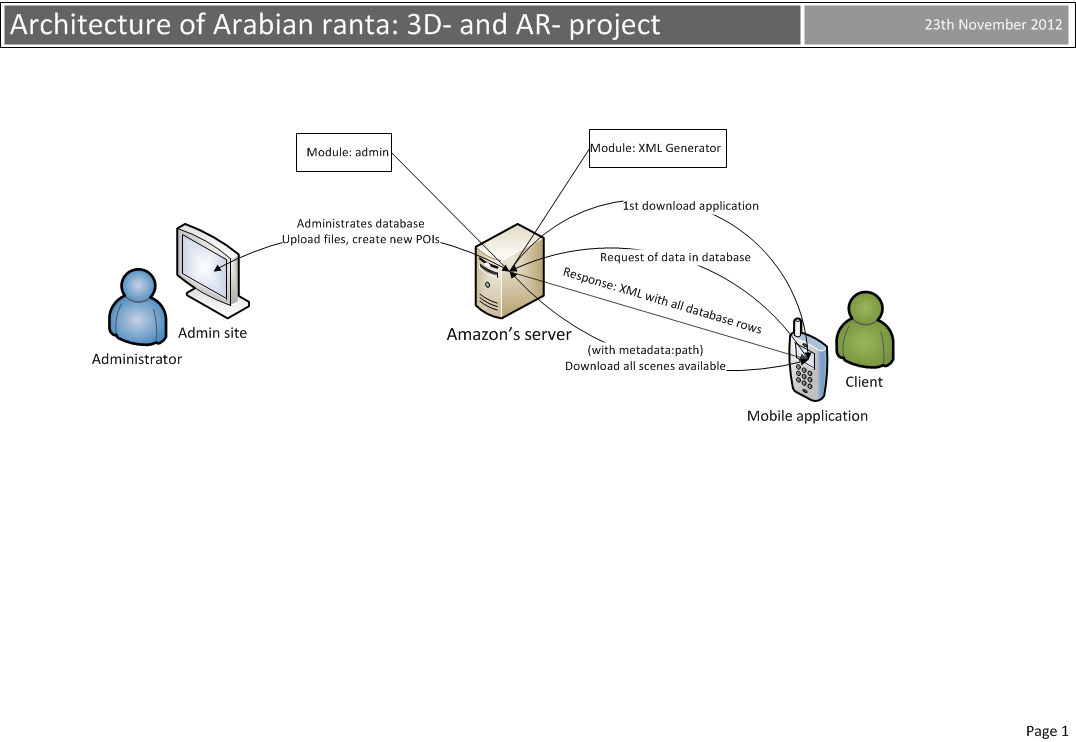 Architecture of Arabian ranta: 3D- and AR- project
23th November 2012
Module: admin
Module: XML Generator
1st download application
Administrates database
Upload files, create new POIs
Request of data in database
Response: XML with all database rows
Admin site
Amazon's server
Administrator
(with metadata:path)
Download all scenes available
Client
Mobile application
Page 1